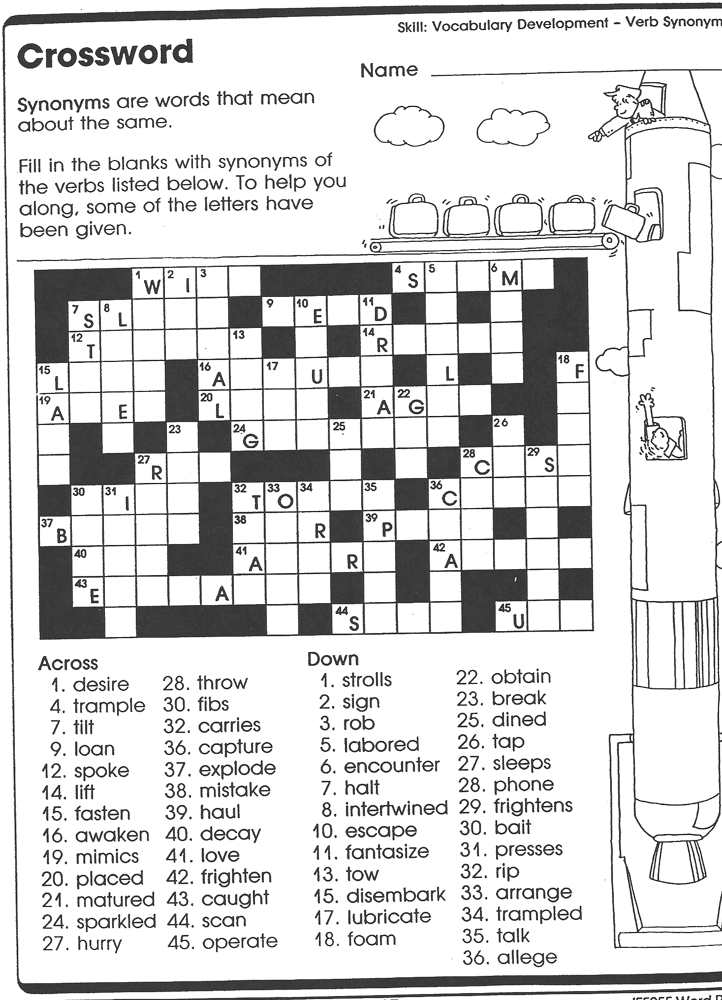 Skill: Vocabulary Development – Verb Synonym
Crossword
Name
Synonyms are words that mean
about the same.
Fill in the blanks with synonyms of
the verbs listed below. To help you
along, some of the letters have
been given.
1 W 2 I 3 4 S 5 6 M
7 S 8 L 9 10 E 11 D
12 T 13 14 R
15 L 16 A 17 U L 18 F
19 A E 20 L 21 A 22 G
23 24 G 25 26
27 R 28 C 29 S
30 31 I 32 T 33 O 34 35 36 C
37 B 38 R 39 P
40 41 A R 42 A
43 E A
44 S 45 U
Across
1. desire
4. trample
7. tilt
9. loan
12. spoke
14. lift
15. fasten
16. awaken
19. mimics
20. placed
21. matured
24. sparkled
27. hurry
28. throw
30. fibs
32. carries
36. capture
37. explode
38. mistake
39. haul
40. decay
41. love
42. frighten
43. caught
44. scan
45. operate
Down
1. strolls
2. sign
3. rob
5. labored
6. encounter
7. halt
8. intertwined
10. escape
11. fantasize
13. tow
15. disembark
17. lubricate
18. foam
22. obtain
23. break
25. dined
26. tap
27. sleeps
28. phone
29. frightens
30. bait
31. presses
32. rip
33. arrange
34. trampled
35. talk
36. allege